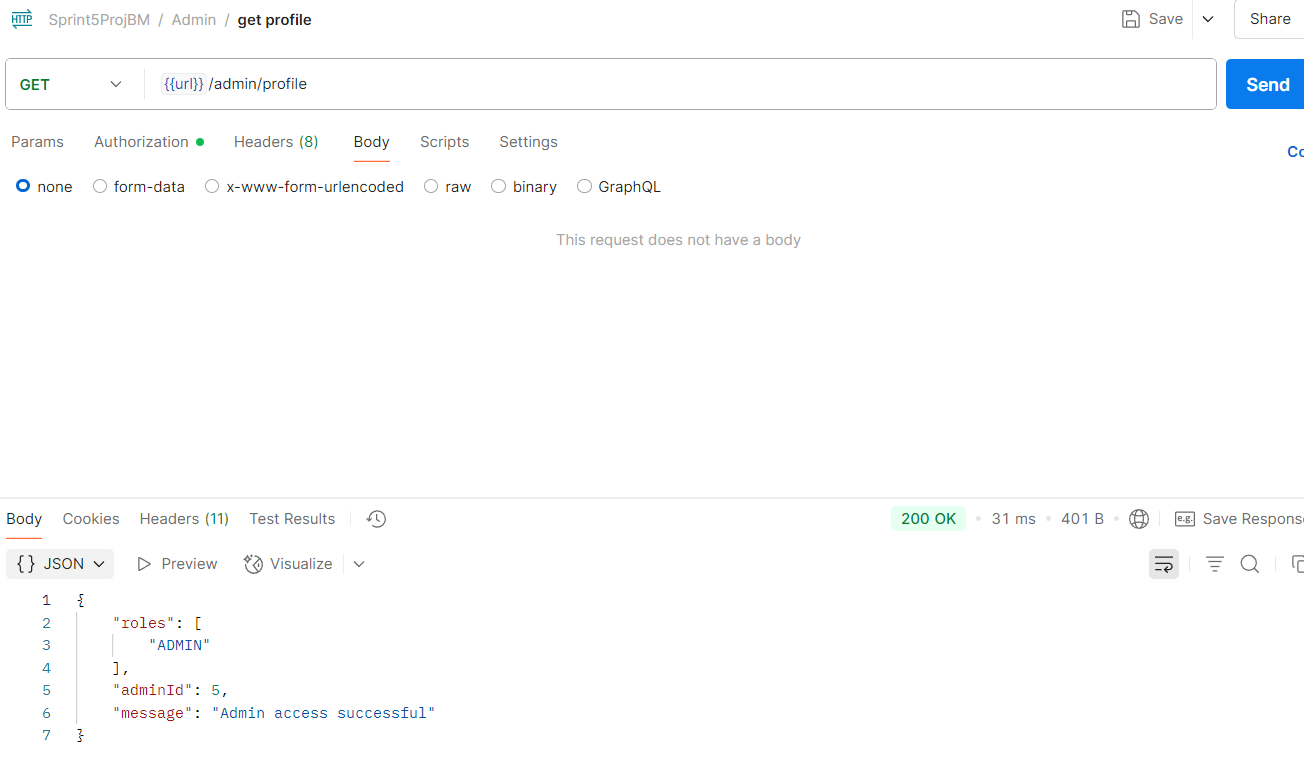 HTTP Sprint5ProjBM / Admin / get profile Save Share
GET {{url}} /admin/profile Send
Params Authorization Headers (8) Body Scripts Settings
none form-data x-www-form-urlencoded raw raw binary GraphQL
This request does not have a body
Body Cookies Headers (11) Test Results 200 OK 31 ms 401 B e.g. Save Response
{} JSON Preview Visualize
1 {
2 "roles": [
3 "ADMIN"
4 ],
5 "adminId": 5,
6 "message": "Admin access successful"
7 }